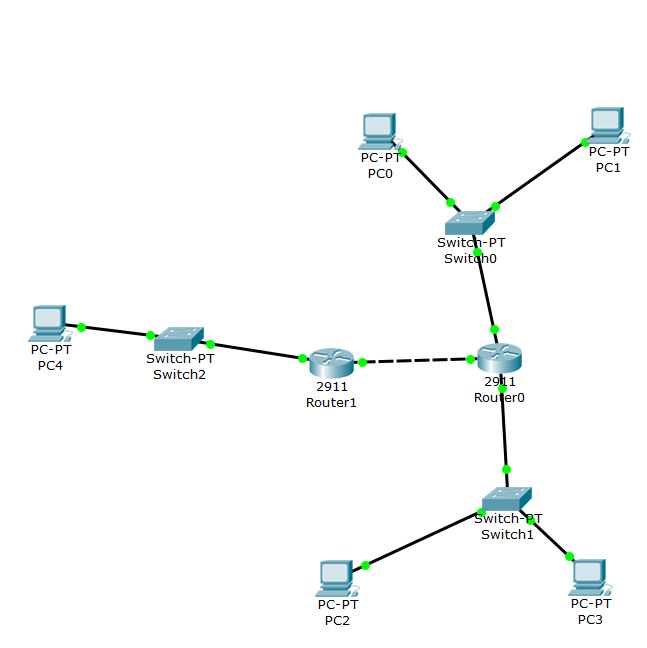 PC-PT
PC0
PC-PT
PC1
Switch-PT
Switch0
PC-PT
PC4
Switch-PT
Switch2
2911
Router1
2911
Router0
Switch-PT
Switch1
PC-PT
PC2
PC-PT
PC3